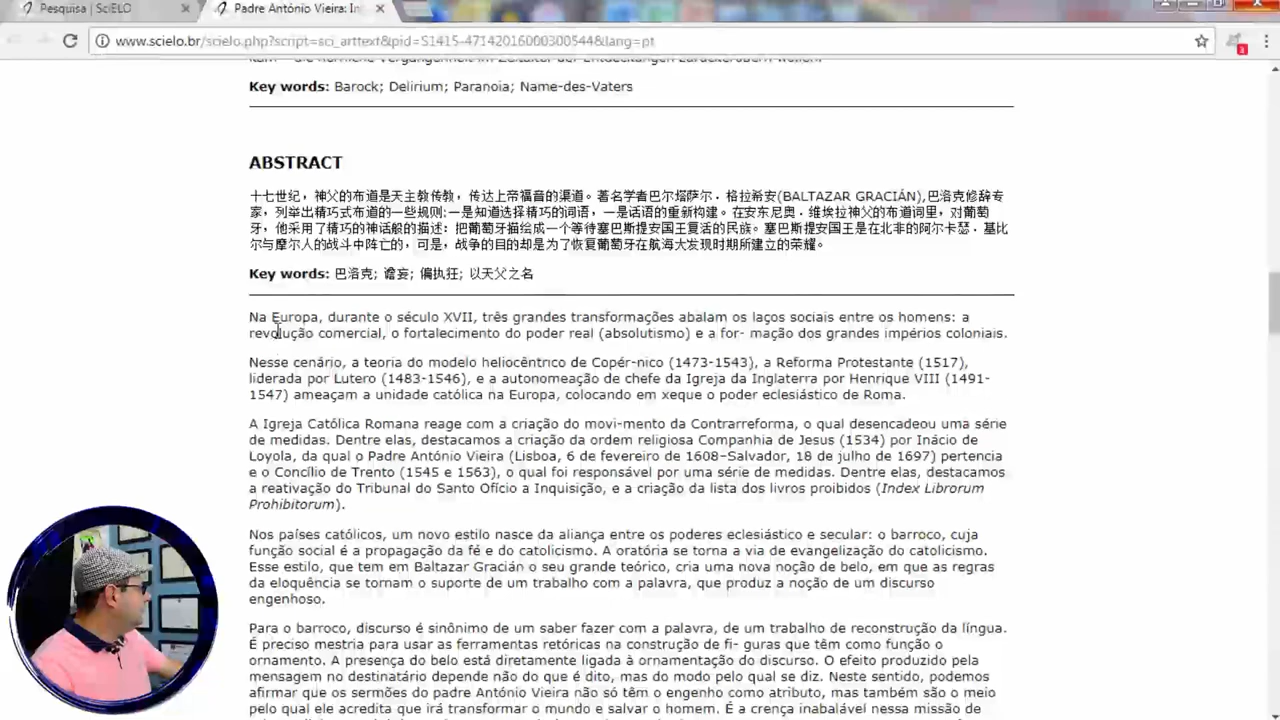 Pesquisa | SciELO
Padre António Vieira: In
www.scielo.br/scielo.php?script=sci_arttext&pid=S1415-47142016000300544&lang=pt
Key words: Barock; Delirium; Paranoia; Name-des-Vaters
ABSTRACT
十七世纪，神父的布道是天主教传教，传达上帝福音的渠道。著名学者巴尔塔萨尔．格拉希安(BALTAZAR GRACIÁN),巴洛克修辞专
家，列举出精巧式布道的一些规则:一是知道选择精巧的词语，一是话语的重新构建。在安东尼奥．维埃拉神父的布道词里，对葡萄
牙，他采用了精巧的神话般的描述：把葡萄牙描绘成一个等待塞巴斯提安国王复活的民族。塞巴斯提安国王是在北非的阿尔卡瑟．基比
尔与摩尔人的战斗中阵亡的，可是，战争的目的却是为了恢复葡萄牙在航海大发现时期所建立的荣耀。
Key words: 巴洛克; 谵妄; 偏执狂; 以天父之名
Na Europa, durante o século XVII, três grandes transformações abalam os laços sociais entre os homens: a
revolução comercial, o fortalecimento do poder real (absolutismo) e a for- mação dos grandes impérios coloniais.
Nesse cenário, a teoria do modelo heliocêntrico de Copér-nico (1473-1543), a Reforma Protestante (1517),
liderada por Lutero (1483-1546), e a autonomeação de chefe da Igreja da Inglaterra por Henrique VIII (1491-
1547) ameaçam a unidade católica na Europa, colocando em xeque o poder eclesiástico de Roma.
A Igreja Católica Romana reage com a criação do movi-mento da Contrarreforma, o qual desencadeou uma série
de medidas. Dentre elas, destacamos a criação da ordem religiosa Companhia de Jesus (1534) por Inácio de
Loyola, da qual o Padre António Vieira (Lisboa, 6 de fevereiro de 1608–Salvador, 18 de julho de 1697) pertencia
e o Concílio de Trento (1545 e 1563), o qual foi responsável por uma série de medidas. Dentre elas, destacamos
a reativação do Tribunal do Santo Ofício a Inquisição, e a criação da lista dos livros proibidos (Index Librorum
Prohibitorum).
Nos países católicos, um novo estilo nasce da aliança entre os poderes eclesiástico e secular: o barroco, cuja
função social é a propagação da fé e do catolicismo. A oratória se torna a via de evangelização do catolicismo.
Esse estilo, que tem em Baltazar Gracián o seu grande teórico, cria uma nova noção de belo, em que as regras
da eloquência se tornam o suporte de um trabalho com a palavra, que produz a noção de um discurso
engenhoso.
Para o barroco, discurso é sinônimo de um saber fazer com a palavra, de um trabalho de reconstrução da língua.
É preciso mestria para usar as ferramentas retóricas na construção de fi- guras que têm como função o
ornamento. A presença do belo está diretamente ligada à ornamentação do discurso. O efeito produzido pela
mensagem no destinatário depende não do que é dito, mas do modo pelo qual se diz. Neste sentido, podemos
afirmar que os sermões do padre António Vieira não só têm o engenho como atributo, mas também são o meio
pelo qual ele acredita que irá transformar o mundo e salvar o homem. É a crença inabalável nessa missão de